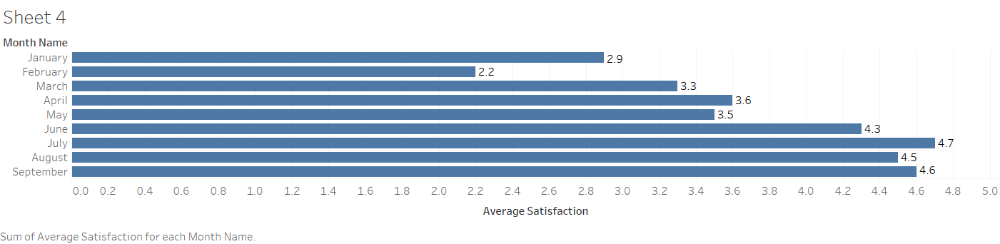 Sheet 4
Month Name
January 2.9
February 2.2
March 3.3
April 3.6
May 3.5
June 4.3
July 4.7
August 4.5
September 4.6
0.0 0.2 0.4 0.6 0.8 1.0 1.2 1.4 1.6 1.8 2.0 2.2 2.4 2.6 2.8 3.0 3.2 3.4 3.6 3.8 4.0 4.2 4.4 4.6 4.8 5.0
Average Satisfaction
Sum of Average Satisfaction for each Month Name.